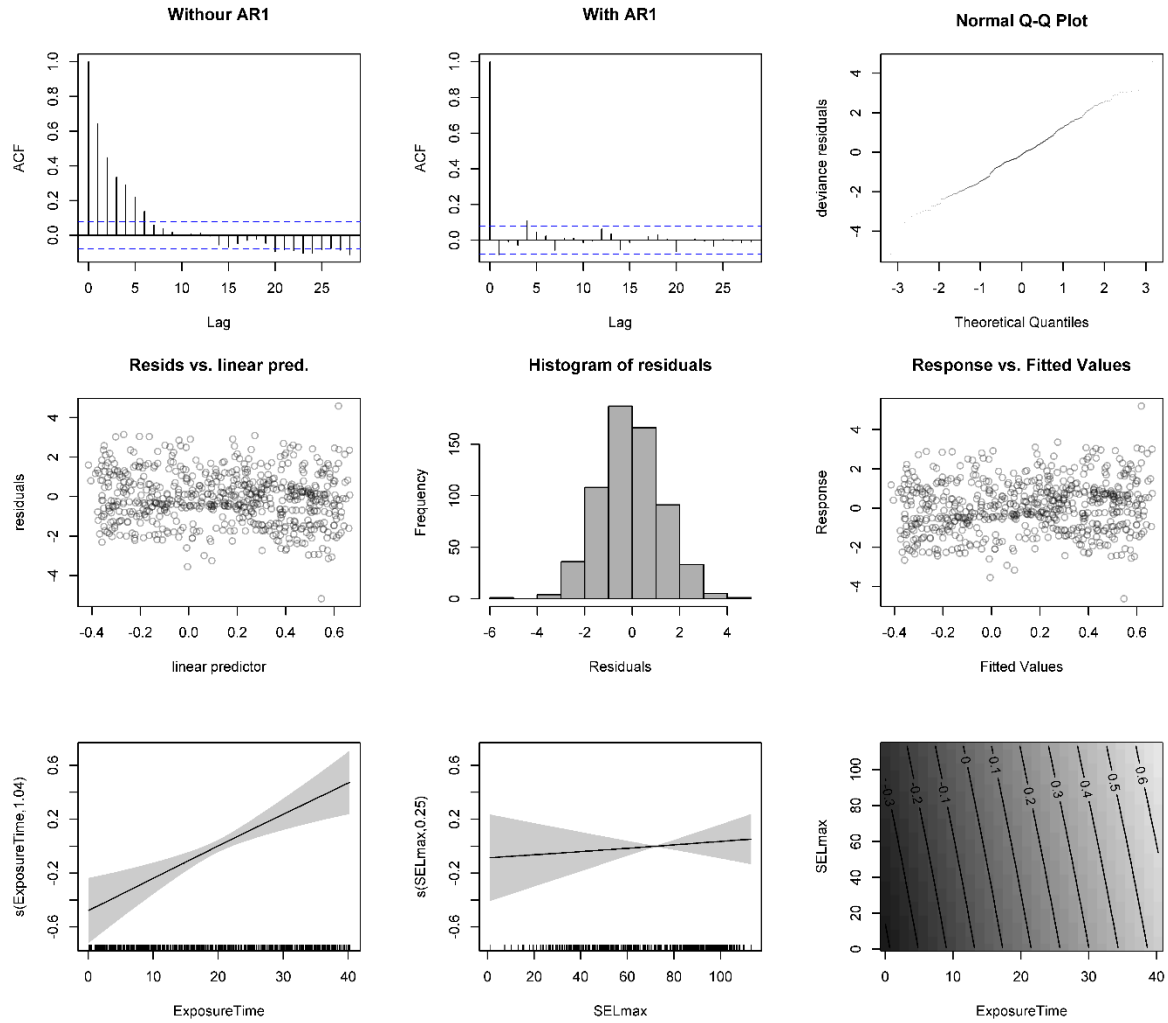 Withour AR1
ACF
0.0 0.2 0.4 0.6 0.8 1.0
0 5 10 15 20 25
Lag
With AR1
ACF
0.0 0.2 0.4 0.6 0.8 1.0
0 5 10 15 20 25
Lag
Normal Q-Q Plot
deviance residuals
-4 -2 0 2 4
-3 -2 -1 0 1 2 3
Theoretical Quantiles
Resids vs. linear pred.
residuals
-4 -2 0 2 4
-0.4 -0.2 0.0 0.2 0.4 0.6
linear predictor
Histogram of residuals
Frequency
0 50 100 150
-6 -4 -2 0 2 4
Residuals
Response vs. Fitted Values
Response
-4 -2 0 2 4
-0.4 -0.2 0.0 0.2 0.4 0.6
Fitted Values
s(ExposureTime,1.04)
-0.6 -0.2 0.2 0.6
0 10 20 30 40
ExposureTime
s(SELmax,0.25)
-0.6 -0.2 0.2 0.6
0 20 40 60 80 100
SELmax
SELmax
0 20 40 60 80 100
-0.3 -0.2 -0.1 0 0.1 0.2 0.3 0.4 0.5 0.6
0 10 20 30 40
ExposureTime